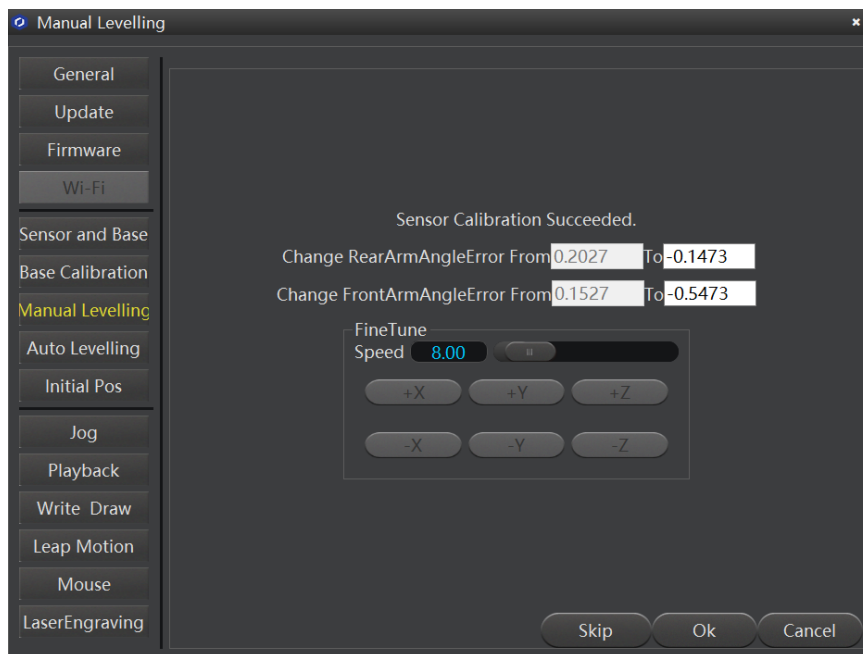 Manual Levelling
General
Update
Firmware
Wi-Fi
Sensor and Base
Base Calibration
Manual Levelling
Auto Levelling
Initial Pos
Jog
Playback
Write Draw
Leap Motion
Mouse
LaserEngraving
Sensor Calibration Succeeded.
Change RearArmAngleError From 0.2027 To -0.1473
Change FrontArmAngleError From 0.1527 To -0.5473
FineTune
Speed 8.00
+X +Y +Z
-X -Y -Z
Skip Ok Cancel